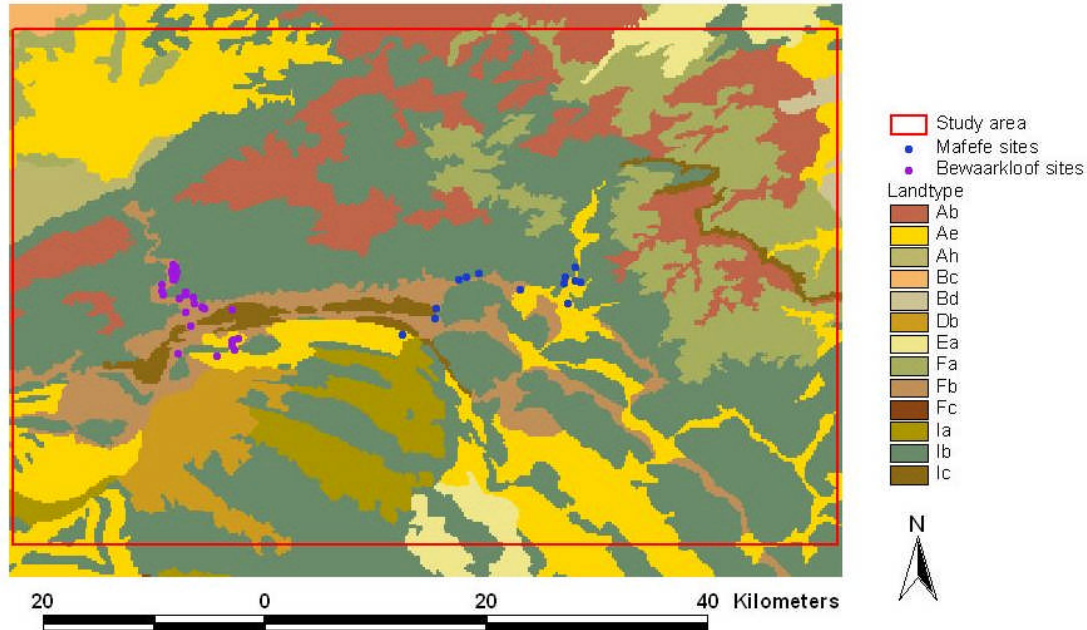 Study area
Mafefe sites
Bewaarkloof sites
Landtype
Ab
Ae
Ah
Bc
Bd
Db
Ea
Fa
Fb
Fc
Ia
Ib
Ic
N
20 0 20 40 Kilometers